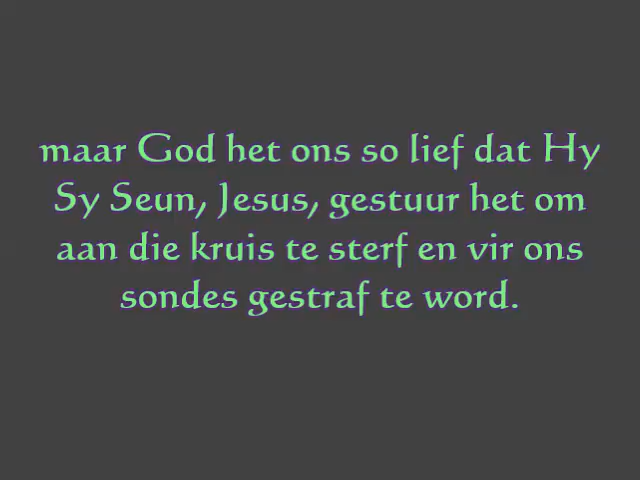 maar God het ons so lief dat Hy
Sy Seun, Jesus, gestuur het om
aan die kruis te sterf en vir ons
sondes gestraf te word.